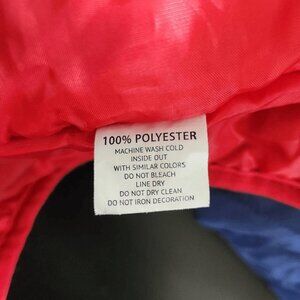 100% POLYESTER
MACHINE WASH COLD
INSIDE OUT
WITH SIMILAR COLORS
DO NOT BLEACH
LINE DRY
DO NOT DRY CLEAN
DO NOT IRON DECORATION